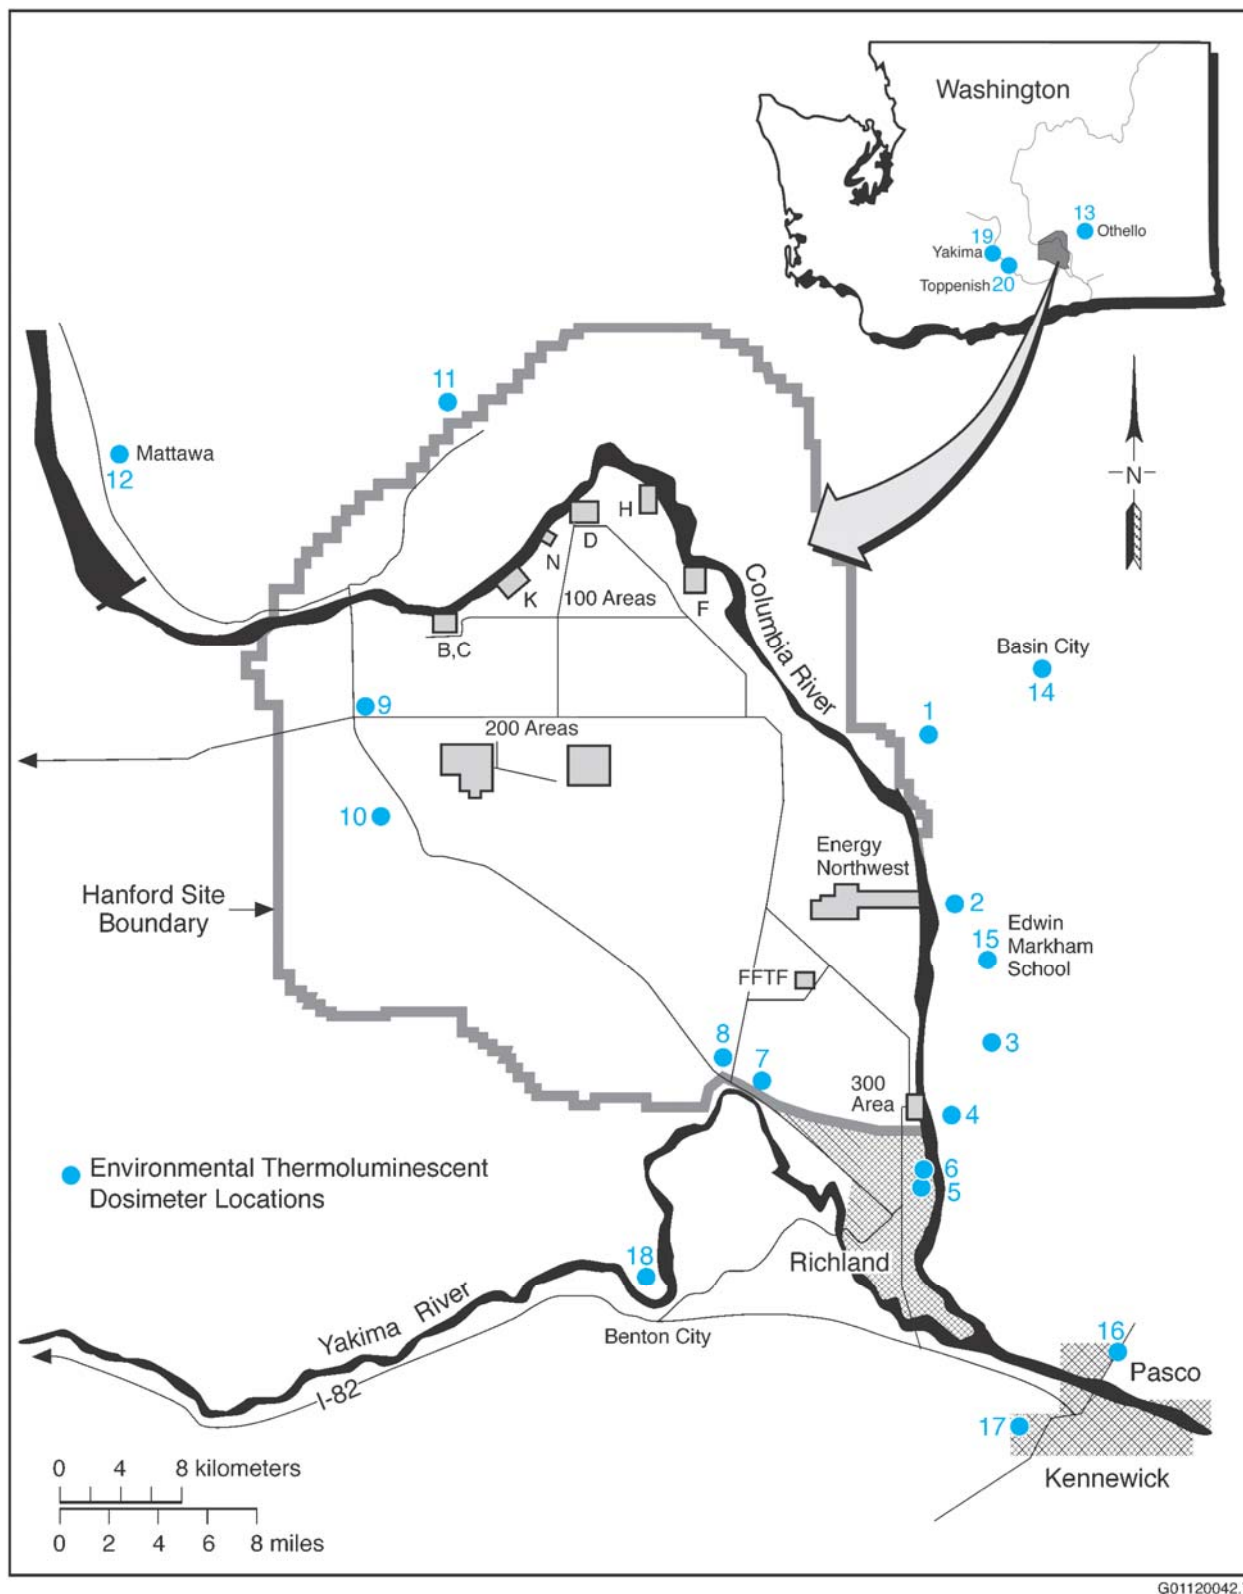 Washington
13
Othello
19
Yakima
Toppenish 20
11
Mattawa
12
N
H
D
N
K
F
100 Areas
B,C
Columbia River
Basin City
14
1
9
200 Areas
10
Energy
Northwest
Hanford Site
Boundary
2
15
Edwin
Markham
School
FFTF
3
8
7
300
Area
4
6
5
Environmental Thermoluminescent
Dosimeter Locations
18
Richland
Yakima River
I-82
Benton City
16
Pasco
17
Kennewick
0 4 8 kilometers
0 2 4 6 8 miles
G01120042.